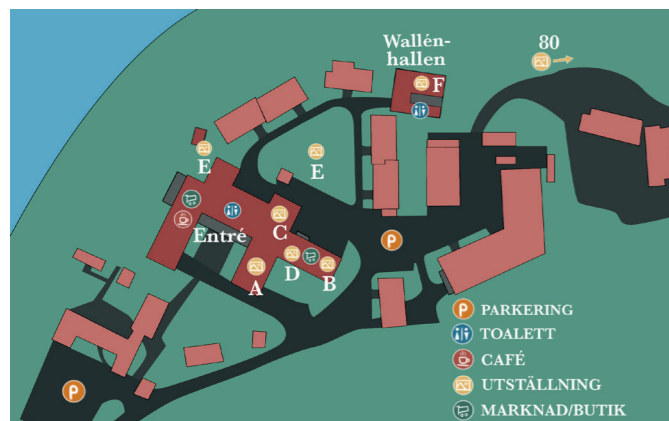 Wallén-
hallen
80
F
E
E
C
Entré
D
B
A
P
P
P PARKERING
TOALETT
CAFÉ
UTSTÄLLNING
MARKNAD/BUTIK